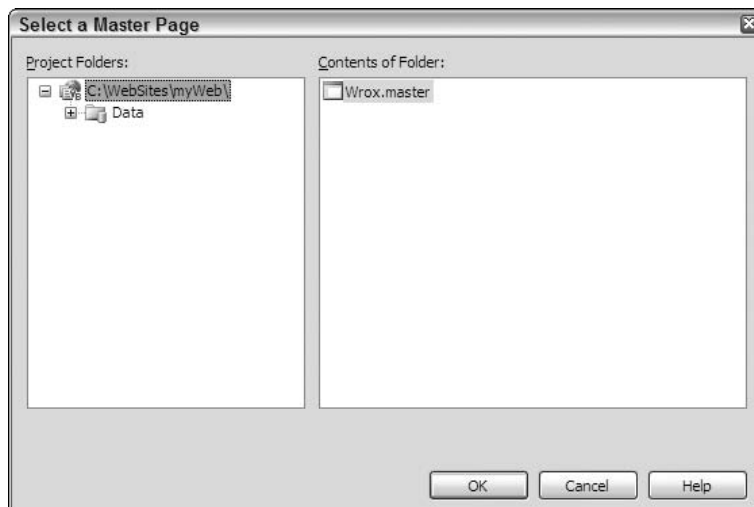 Select a Master Page
Project Folders:
Contents of Folder:
C:\WebSites\myWeb\
Data
Wrox.master
OK
Cancel
Help